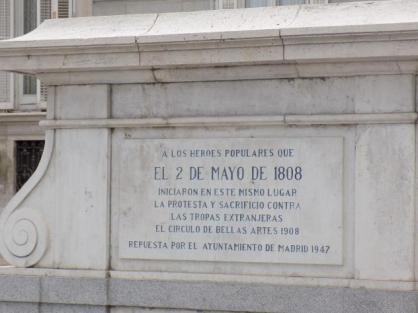 A LOS HEROES POPULARES QUE
EL 2 DE MAYO DE 1808
INICIARON EN ESTE MISMO LUGAR
LA PROTESTA Y SACRIFICIO CONTRA
LAS TROPAS EXTRANJERAS
EL CIRCULO DE BELLAS ARTES 1908
REPUESTA POR EL AYUNTAMIENTO DE MADRID 1947